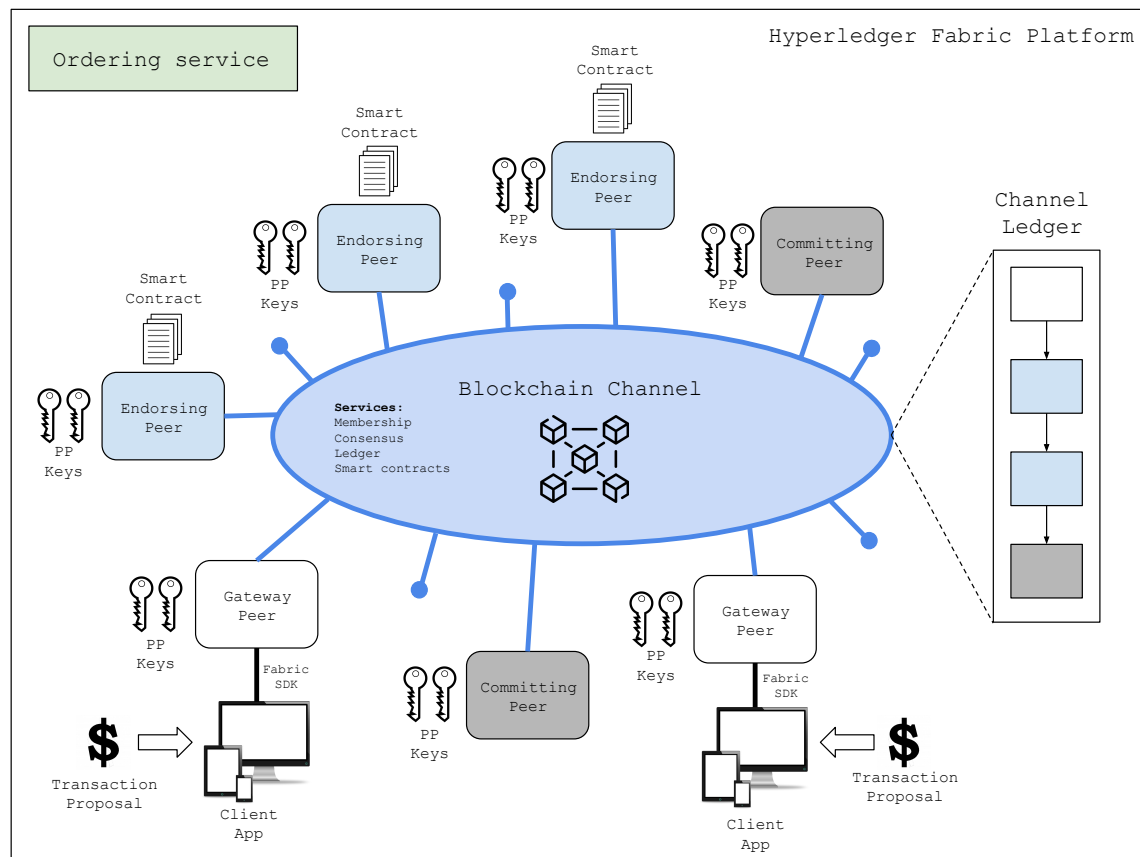 Ordering service
Hyperledger Fabric Platform
Smart
Contract
Endorsing
Peer
PP
Keys
Smart
Contract
Endorsing
Peer
PP
Keys
Committing
Peer
PP
Keys
Channel
Ledger
Smart
Contract
Endorsing
Peer
PP
Keys
Blockchain Channel
Services:
Membership
Consensus
Ledger
Smart contracts
Gateway
Peer
PP
Keys
Fabric
SDK
$
Transaction
Proposal
Client
App
Committing
Peer
PP
Keys
Gateway
Peer
PP
Keys
Fabric
SDK
$
Transaction
Proposal
Client
App